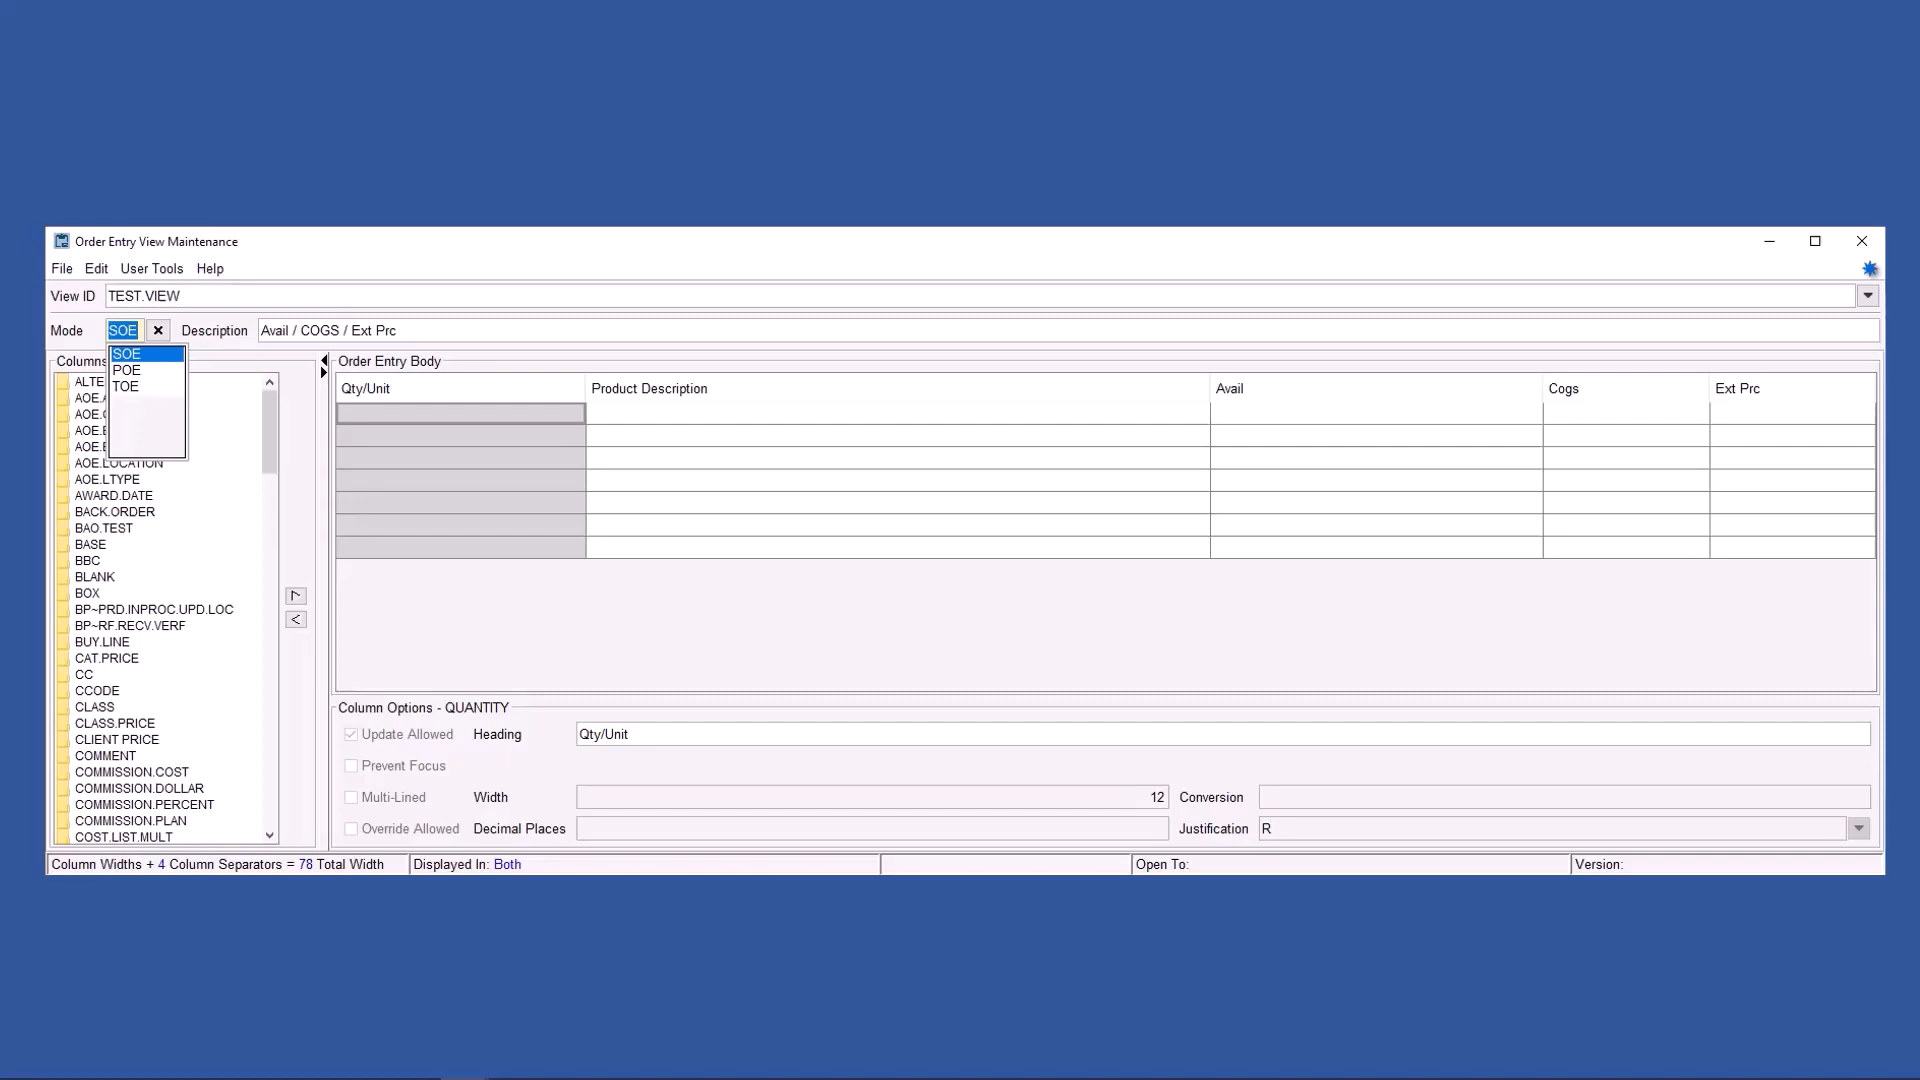 Order Entry View Maintenance
File Edit User Tools Help
View ID TEST.VIEW
Mode SOE Description Avail / COGS / Ext Prc
SOE
POE
TOE
Columns
ALTE
AOE.
AOE.
AOE.
AOE.
AOE.LOCATION
AOE.LTYPE
AWARD.DATE
BACK.ORDER
BAO.TEST
BASE
BBC
BLANK
BOX
BP~PRD.INPROC.UPD.LOC
BP~RF.RECV.VERF
BUY.LINE
CAT.PRICE
CC
CCODE
CLASS
CLASS.PRICE
CLIENT PRICE
COMMENT
COMMISSION.COST
COMMISSION.DOLLAR
COMMISSION.PERCENT
COMMISSION.PLAN
COST.LIST.MULT
Order Entry Body
Qty/Unit Product Description Avail Cogs Ext Prc
Column Options - QUANTITY
Update Allowed Heading Qty/Unit
Prevent Focus
Multi-Lined Width 12 Conversion
Override Allowed Decimal Places Justification R
Column Widths + 4 Column Separators = 78 Total Width Displayed In: Both Open To: Version: